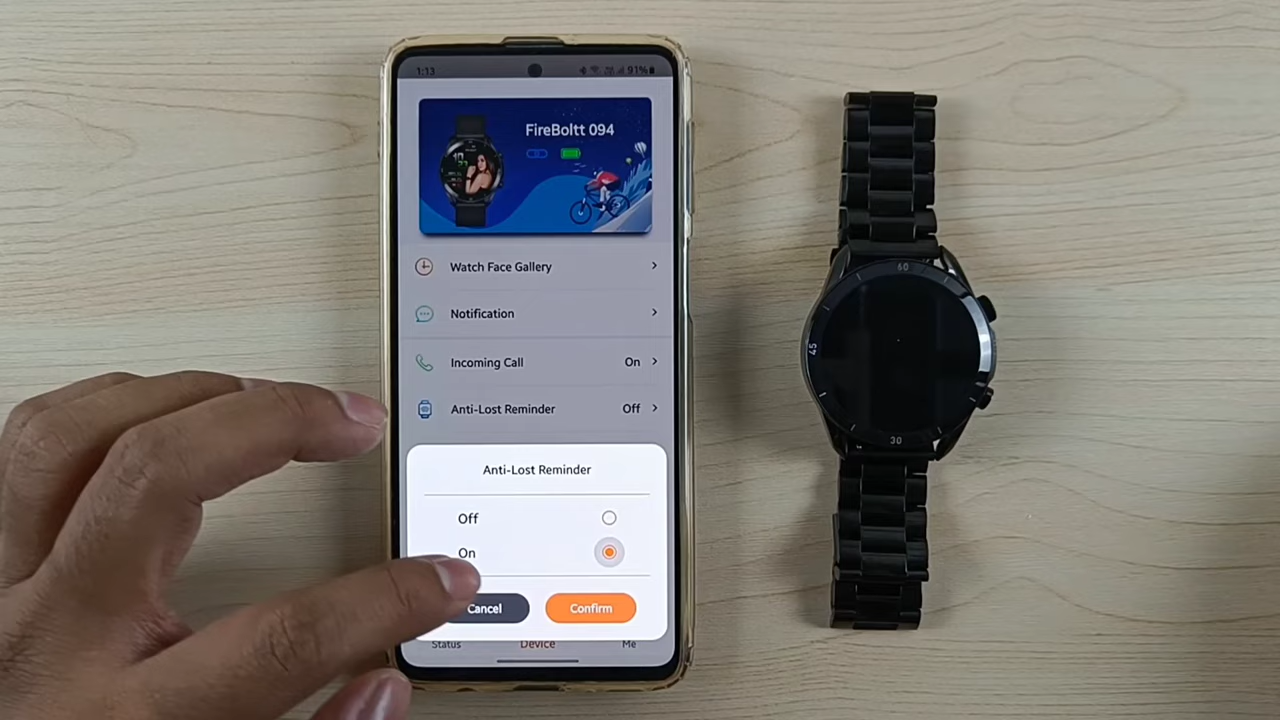 1:13
91%
FireBoltt 094
Watch Face Gallery
Notification
Incoming Call On
Anti-Lost Reminder Off
Anti-Lost Reminder
Off
On
Cancel Confirm
Status Device Me
60
45
30